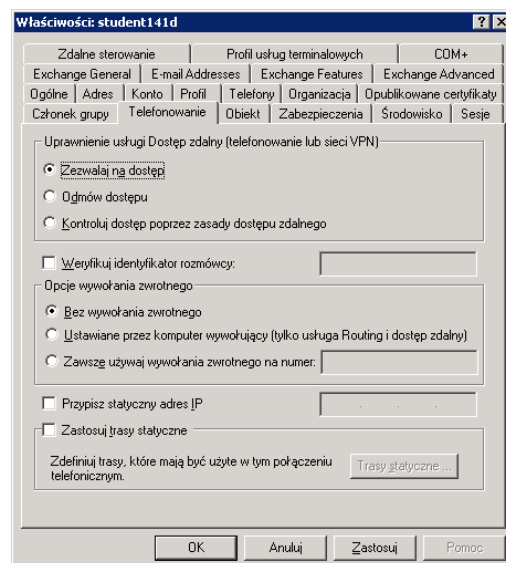 Właściwości: student141d
Zdalne sterowanie Profil usług terminalowych COM+
Exchange General E-mail Addresses Exchange Features Exchange Advanced
Ogólne Adres Konto Profil Telefony Organizacja Opublikowane certyfikaty
Członek grupy Telefonowanie Obiekt Zabezpieczenia Środowisko Sesje
Uprawnienie usługi Dostęp zdalny (telefonowanie lub sieci VPN)
Zezwalaj na dostęp
Odmów dostępu
Kontroluj dostęp poprzez zasady dostępu zdalnego
Weryfikuj identyfikator rozmówcy:
Opcje wywołania zwrotnego
Bez wywołania zwrotnego
Ustawiane przez komputer wywołujący (tylko usługa Routing i dostęp zdalny)
Zawsze używaj wywołania zwrotnego na numer:
Przypisz statyczny adres IP
Zastosuj trasy statyczne
Zdefiniuj trasy, które mają być użyte w tym połączeniu
telefonicznym.
Trasy statyczne ...
OK Anuluj Zastosuj Pomoc